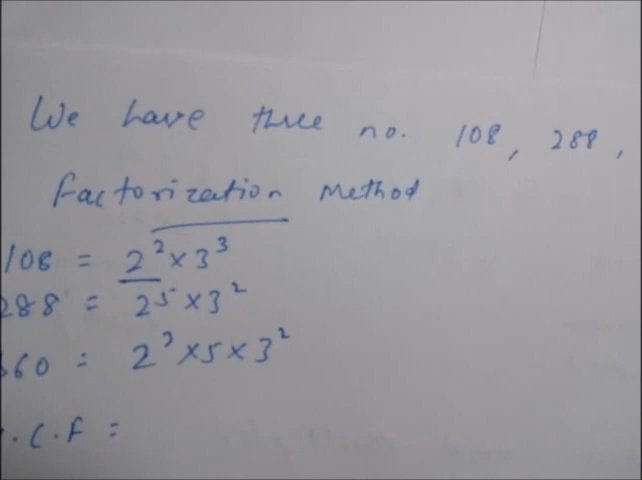 We have three no. 108, 288,
Factorization Method
108 = 2² × 3³
288 = 2⁵ × 3²
60 = 2³ × 5 × 3²
.C.F =